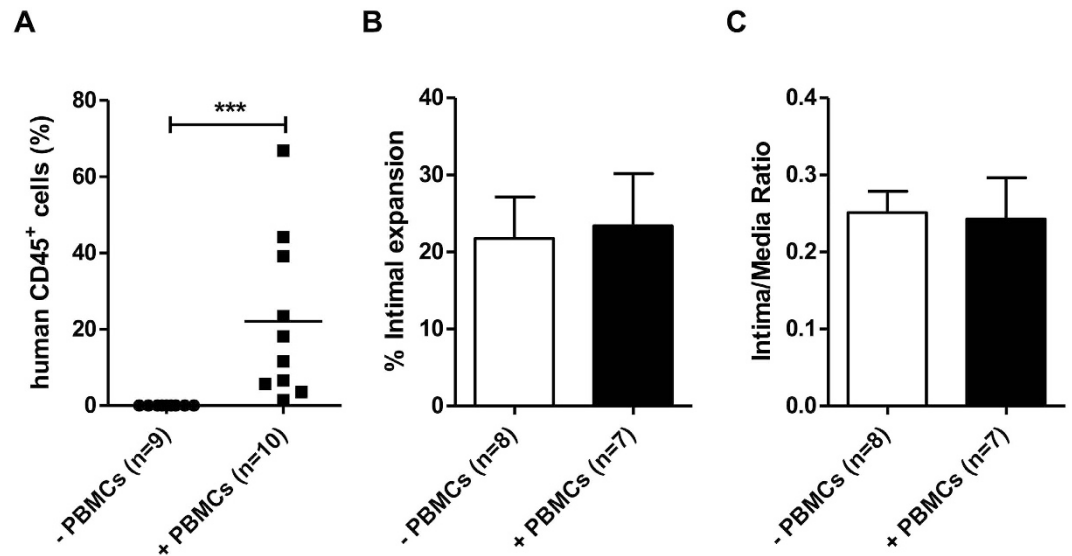 A
human CD45+ cells (%)
80
60
40
20
0
***
- PBMCs (n=9)
+ PBMCs (n=10)
B
% Intimal expansion
40
30
20
10
0
- PBMCs (n=8)
+ PBMCs (n=7)
C
Intima/Media Ratio
0.4
0.3
0.2
0.1
0.0
- PBMCs (n=8)
+ PBMCs (n=7)